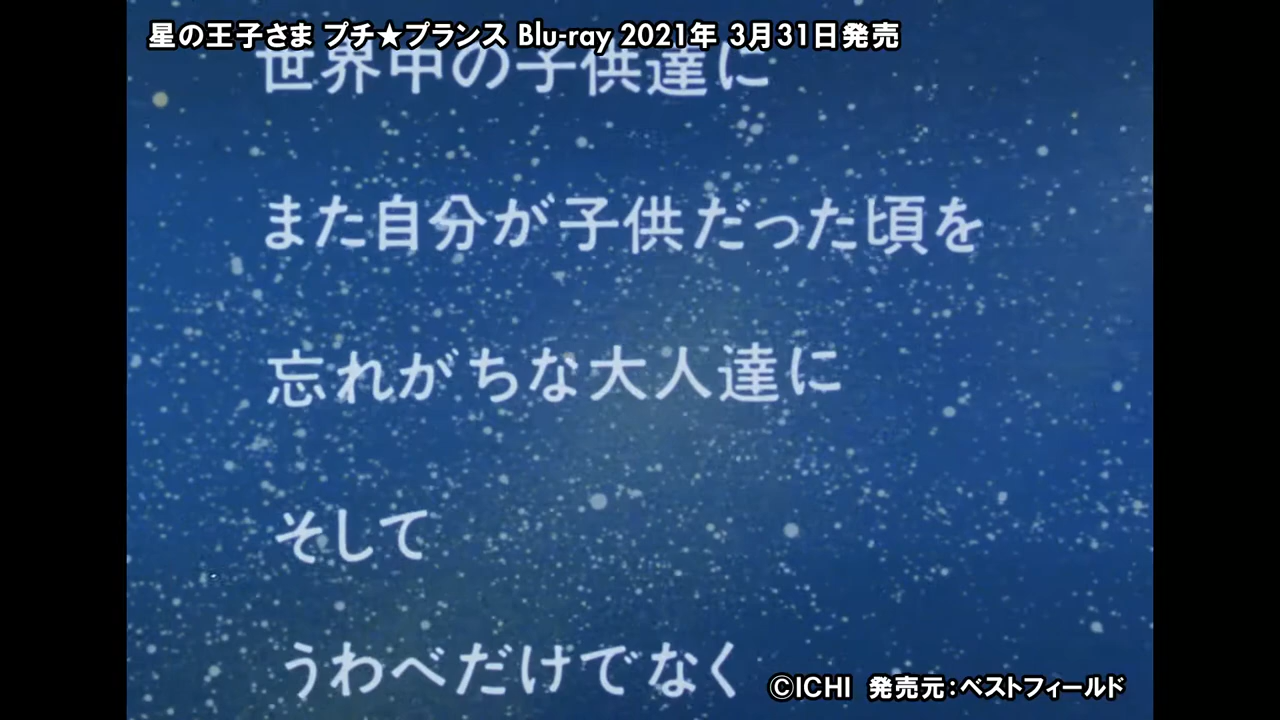 星の王子さま プチ★プランス Blu-ray 2021年 3月31日発売
世界中の子供達に
また自分が子供だった頃を
忘れがちな大人達に
そして
うわべだけでなく
©ICHI 発売元：ベストフィールド